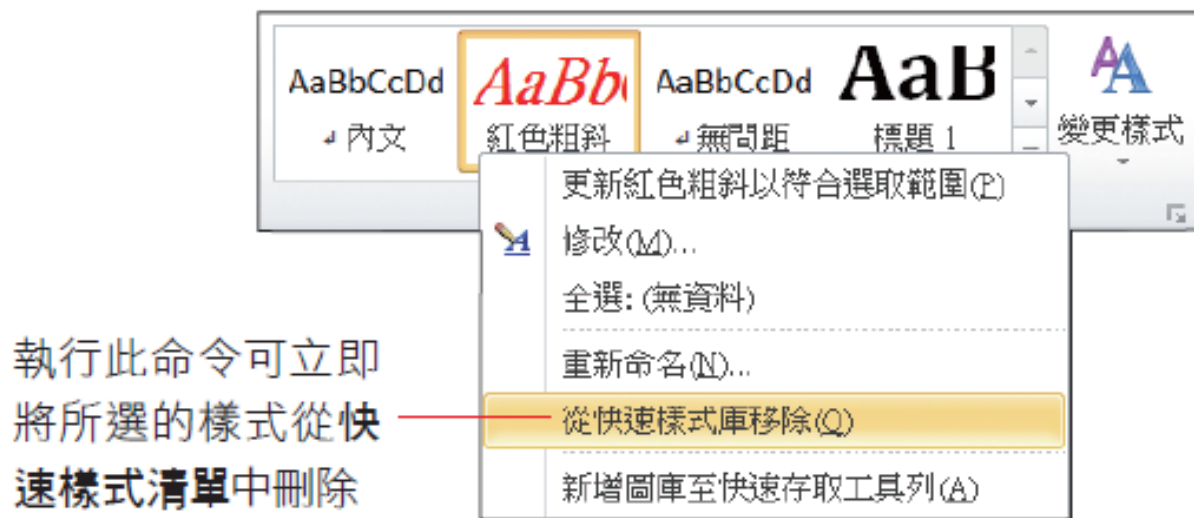 AaBbCcDd AaBb AaBbCcDd AaB
↲ 內文 紅色粗斜 ↲ 無間距 標題 1 變更樣式
更新紅色粗斜以符合選取範圍(P)
修改(M)...
全選: (無資料)
重新命名(N)...
從快速樣式庫移除(Q)
新增圖庫至快速存取工具列(A)
執行此命令可立即
將所選的樣式從快
速樣式清單中刪除